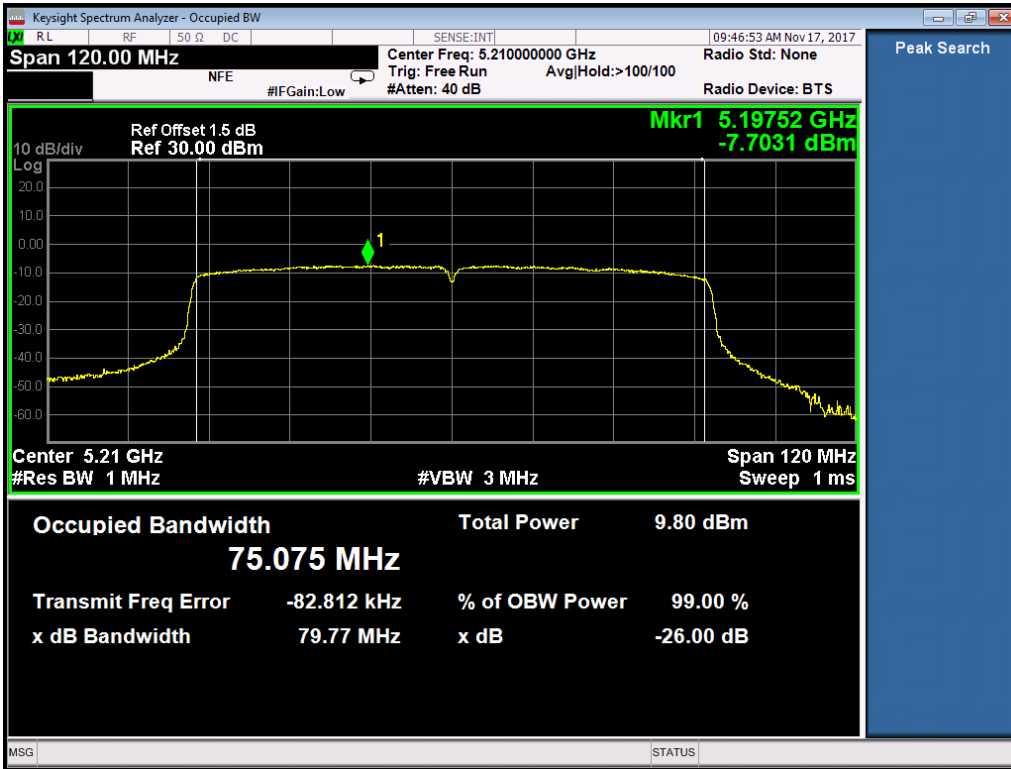 Keysight Spectrum Analyzer - Occupied BW
LXI RL RF 50 Ω DC SENSE:INT 09:46:53 AM Nov 17, 2017
Span 120.00 MHz
NFE
#IFGain:Low
Center Freq: 5.210000000 GHz
Trig: Free Run Avg|Hold:>100/100
#Atten: 40 dB
Radio Std: None
Radio Device: BTS
Peak Search
Mkr1 5.19752 GHz
-7.7031 dBm
Ref Offset 1.5 dB
10 dB/div Ref 30.00 dBm
Log
20.0
10.0
0.00
-10.0
-20.0
-30.0
-40.0
-50.0
-60.0
1
Center 5.21 GHz Span 120 MHz
#Res BW 1 MHz #VBW 3 MHz Sweep 1 ms
Occupied Bandwidth Total Power 9.80 dBm
75.075 MHz
Transmit Freq Error -82.812 kHz % of OBW Power 99.00 %
x dB Bandwidth 79.77 MHz x dB -26.00 dB
MSG STATUS